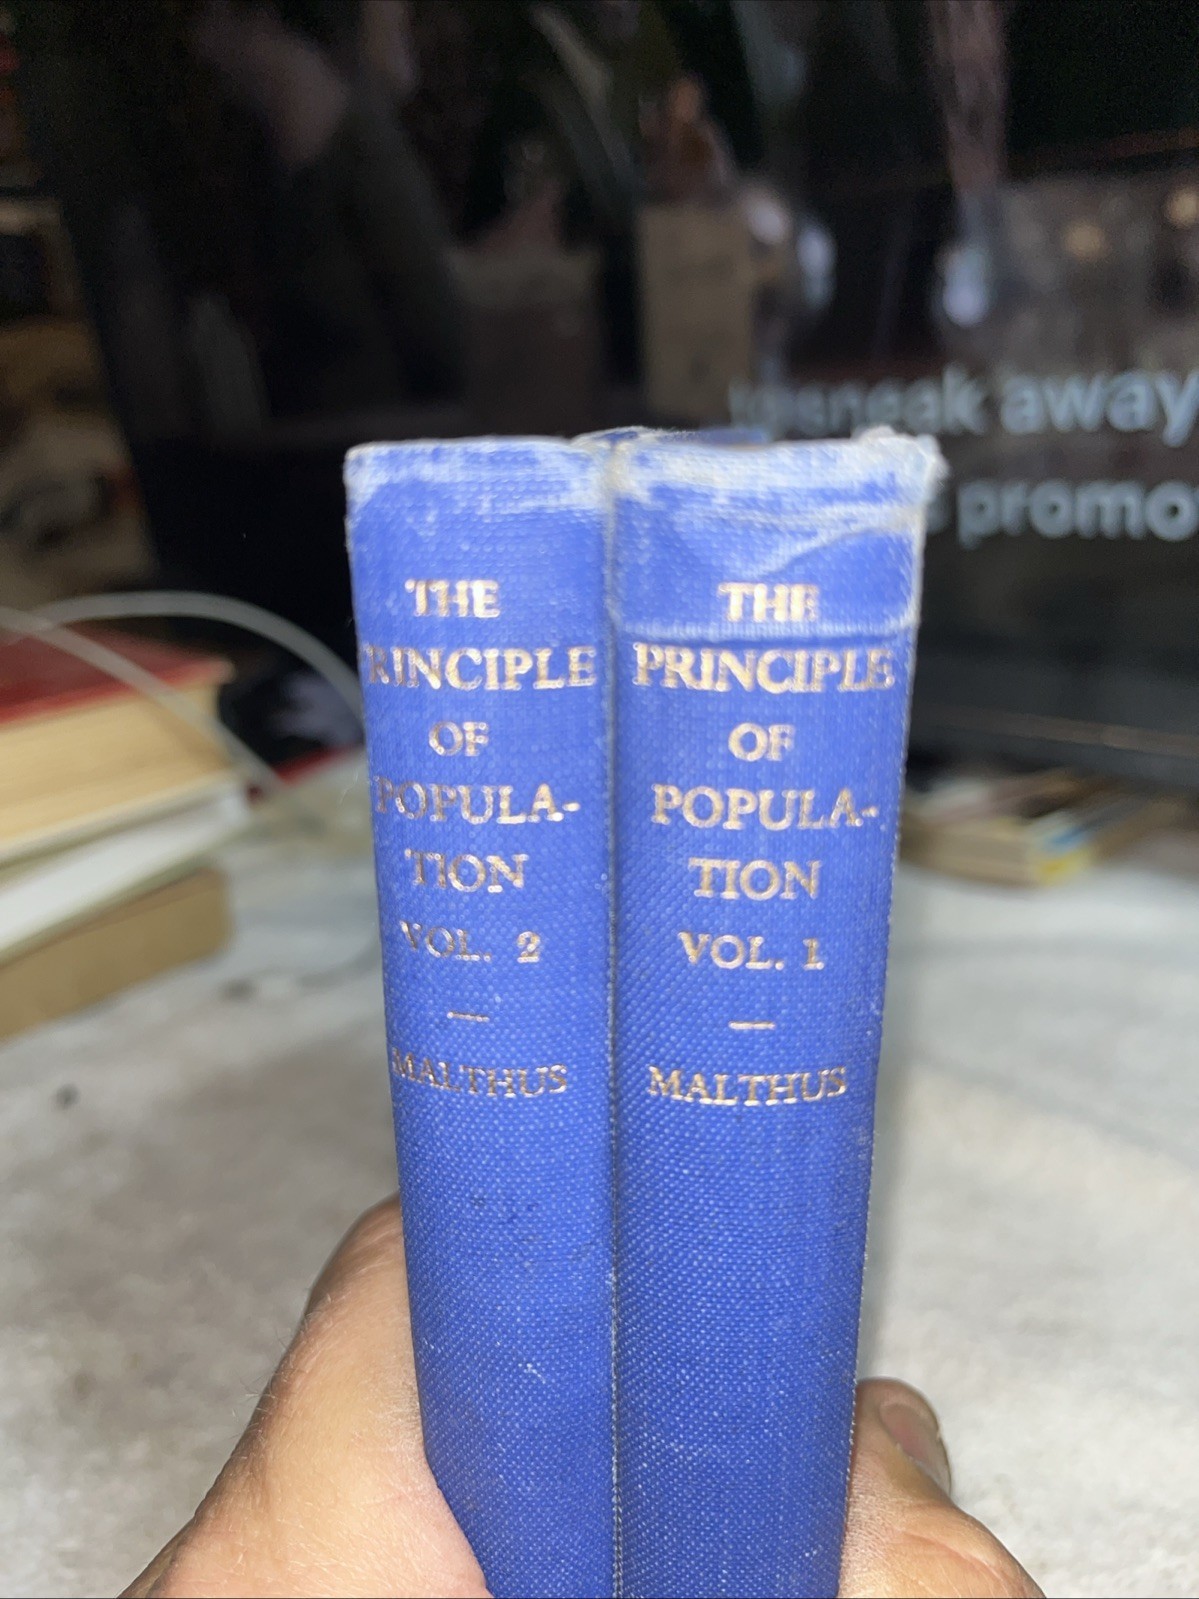 THE
PRINCIPLE
OF
POPULA-
TION
VOL. 2
—
MALTHUS
THE
PRINCIPLE
OF
POPULA-
TION
VOL. 1
—
MALTHUS
sneak away
promo